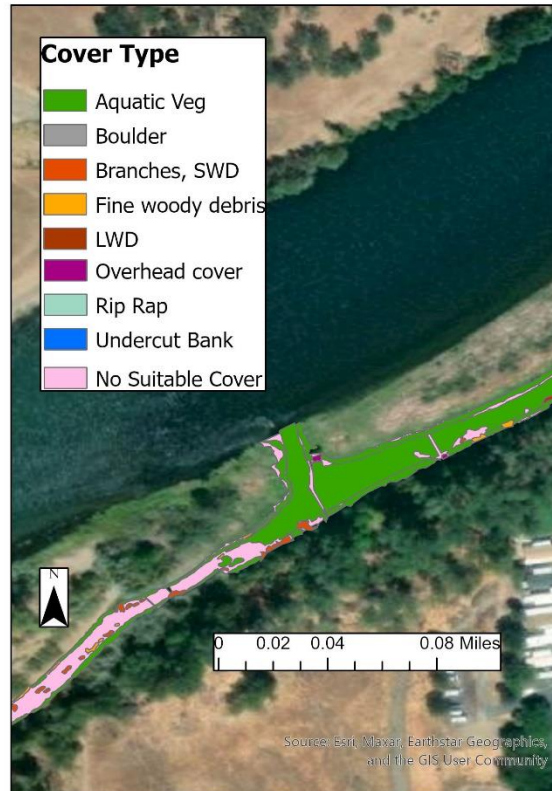 Cover Type
Aquatic Veg
Boulder
Branches, SWD
Fine woody debris
LWD
Overhead cover
Rip Rap
Undercut Bank
No Suitable Cover
N
0 0.02 0.04 0.08 Miles
Source: Esri, Maxar, Earthstar Geographics,
and the GIS User Community